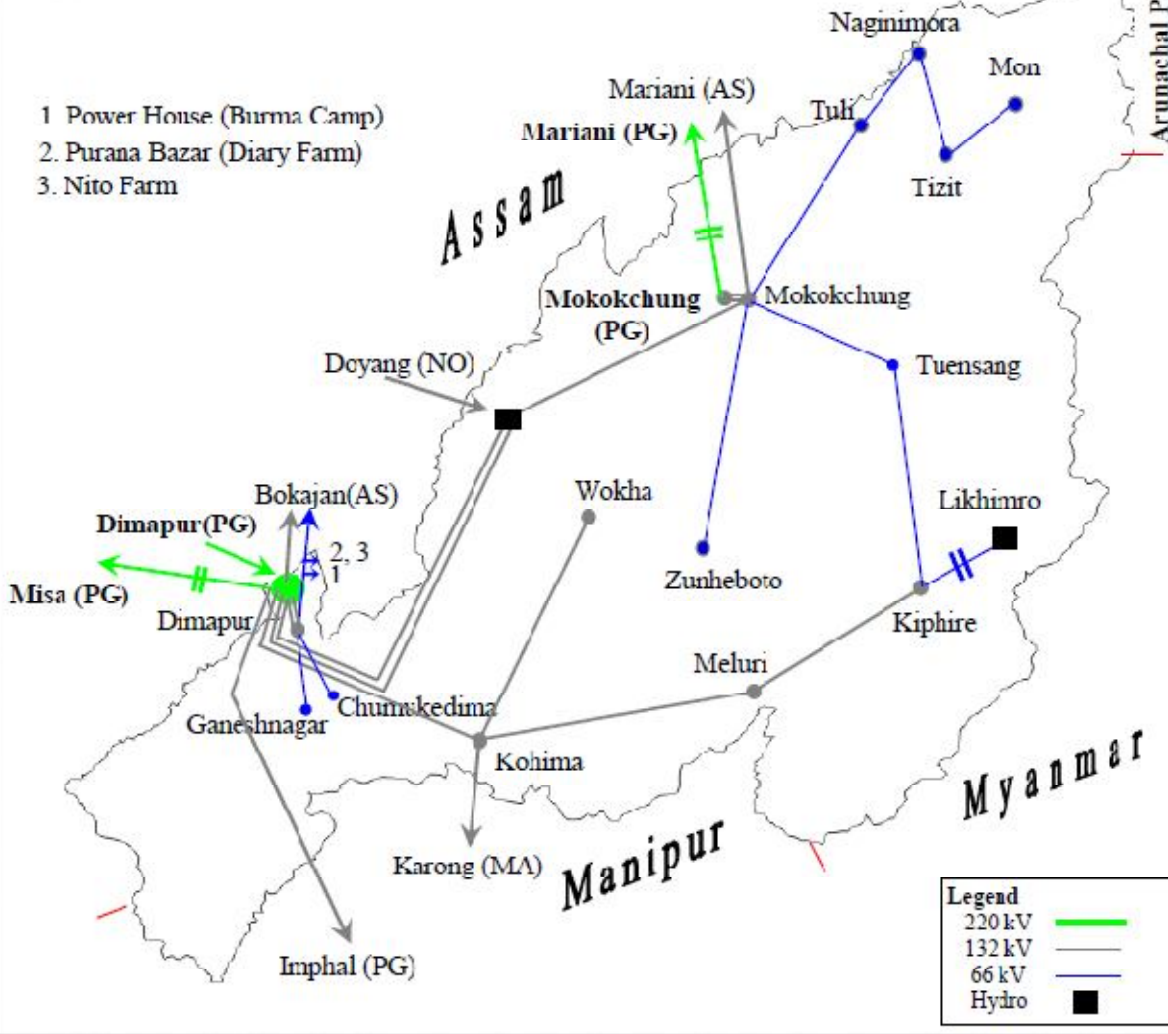 Naginimora
Mon
Mariani (AS)
Tuli
1 Power House (Burma Camp)
Mariani (PG)
2. Purana Bazar (Diary Farm)
3. Nito Farm
Tizit
Assam
Arunachal P
Mokokchung
(PG)
Mokokchung
Doyang (NO)
Tuensang
Wokha
Likhimro
Bokajan(AS)
Dimapur(PG)
2, 3
1
Misa (PG)
Zunheboto
Dimapur
Kiphire
Meluri
Chumukedima
Ganeshnagar
Kohima
Myanmar
Karong (MA)
Manipur
Imphal (PG)
Legend
220 kV
132 kV
66 kV
Hydro